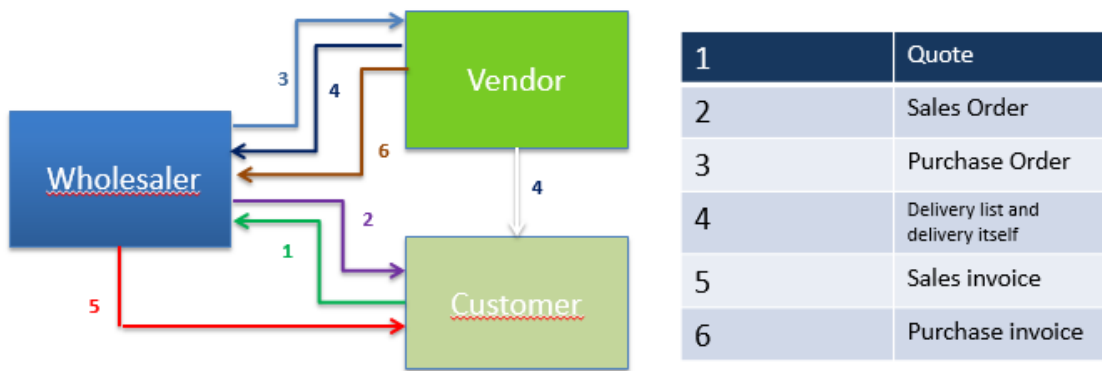 Vendor
3
4
6
Wholesaler
4
2
1
Customer
5
1 Quote
2 Sales Order
3 Purchase Order
4 Delivery list and
delivery itself
5 Sales invoice
6 Purchase invoice